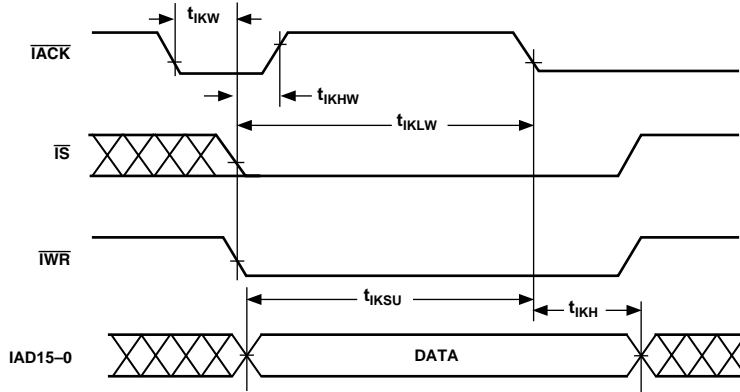 tIKW
IACK
tIKHW
tIKLW
IS
IWR
tIKSU
tIKH
IAD15–0
DATA